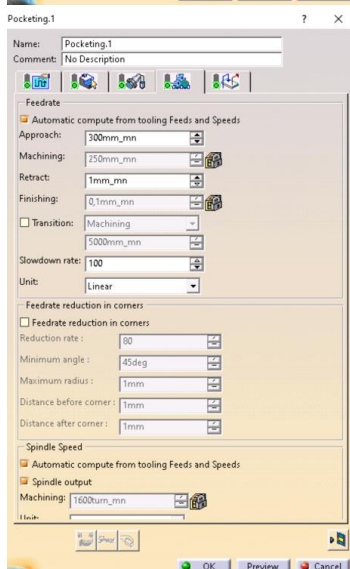 Pocketing.1 ? ×
Name: Pocketing.1
Comment: No Description
Feedrate
Automatic compute from tooling Feeds and Speeds
Approach: 300mm_mn
Machining: 250mm_mn
Retract: 1mm_mn
Finishing: 0,1mm_mn
Transition: Machining
5000mm_mn
Slowdown rate: 100
Unit: Linear
Feedrate reduction in corners
Feedrate reduction in corners
Reduction rate : 80
Minimum angle : 45deg
Maximum radius : 1mm
Distance before corner : 1mm
Distance after corner : 1mm
Spindle Speed
Automatic compute from tooling Feeds and Speeds
Spindle output
Machining: 1600turn_mn
Unit:
OK Preview Cancel